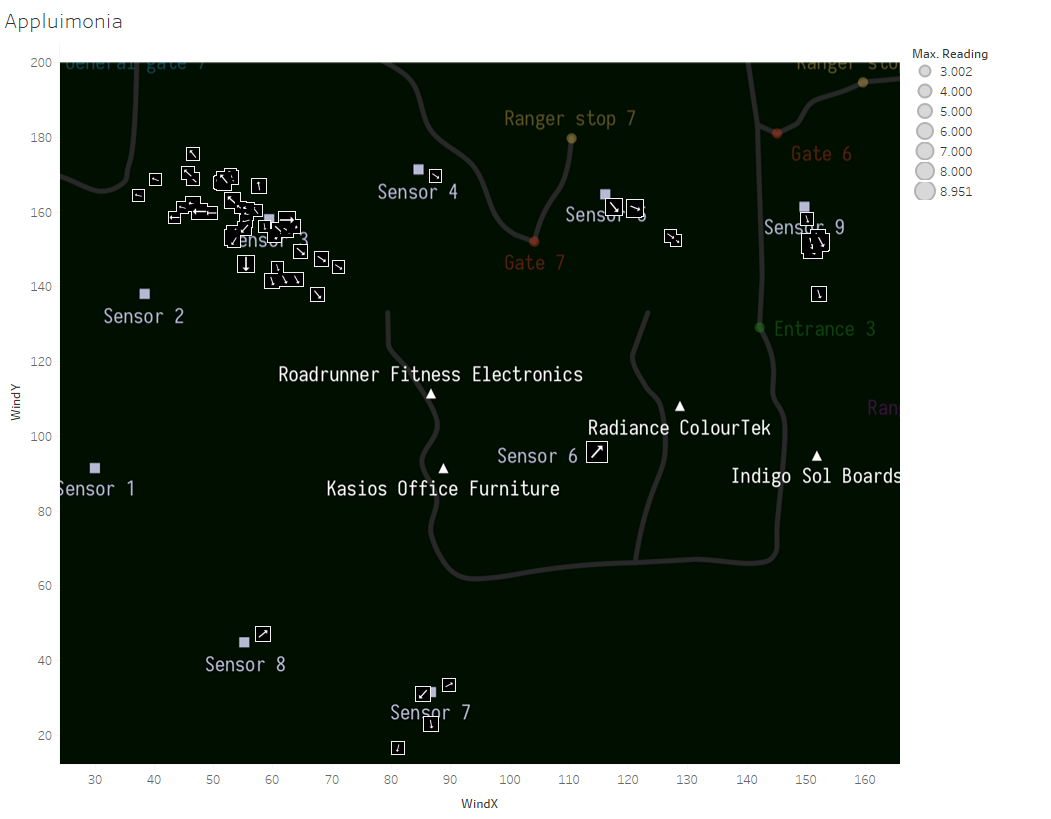 Appluimonia
Max. Reading
3.002
4.000
5.000
6.000
7.000
8.000
8.951
200
180
160
140
120
100
80
60
40
20
WindY
General gate 7
Ranger sto
Ranger stop 7
Gate 6
Sensor 4
Sensor 5
Sensor 9
Sensor 3
Gate 7
Sensor 2
Entrance 3
Roadrunner Fitness Electronics
Ran
Radiance ColourTek
Sensor 6
Indigo Sol Boards
Sensor 1
Kasios Office Furniture
Sensor 8
Sensor 7
30 40 50 60 70 80 90 100 110 120 130 140 150 160
WindX